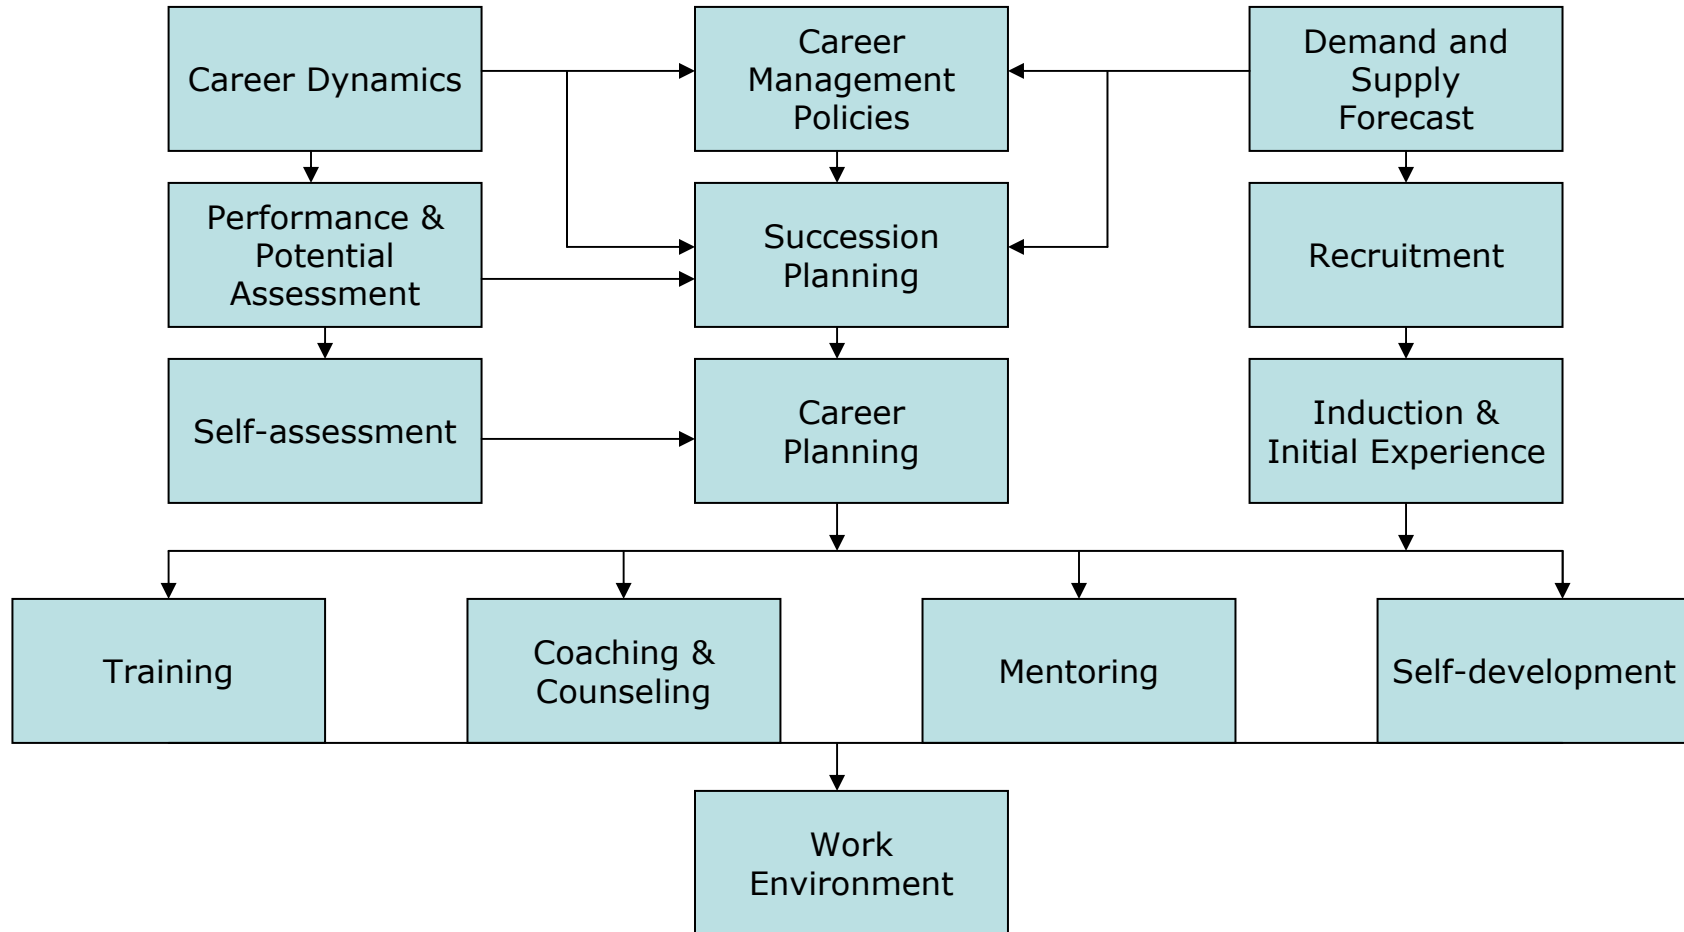 Career Dynamics
Career
Management
Policies
Demand and
Supply
Forecast
Performance &
Potential
Assessment
Succession
Planning
Recruitment
Self-assessment
Career
Planning
Induction &
Initial Experience
Training
Coaching &
Counseling
Mentoring
Self-development
Work
Environment